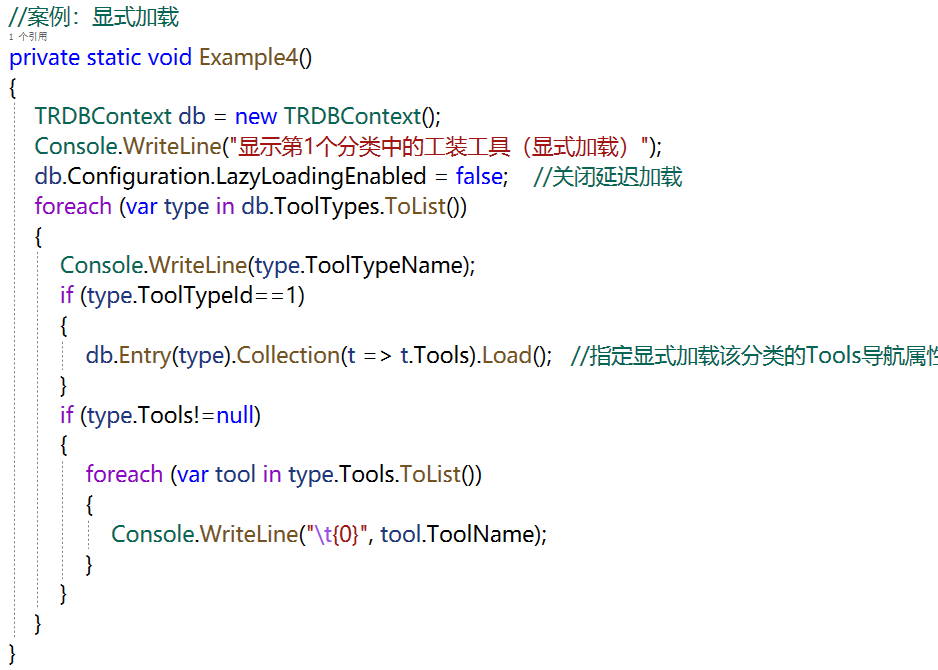 //案例：显式加载
1 个引用
private static void Example4()
{
TRDBContext db = new TRDBContext();
Console.WriteLine("显示第1个分类中的工装工具（显式加载）");
db.Configuration.LazyLoadingEnabled = false; //关闭延迟加载
foreach (var type in db.ToolTypes.ToList())
{
Console.WriteLine(type.ToolTypeName);
if (type.ToolTypeId==1)
{
db.Entry(type).Collection(t => t.Tools).Load(); //指定显式加载该分类的Tools导航属性
}
if (type.Tools!=null)
{
foreach (var tool in type.Tools.ToList())
{
Console.WriteLine("\t{0}", tool.ToolName);
}
}
}
}